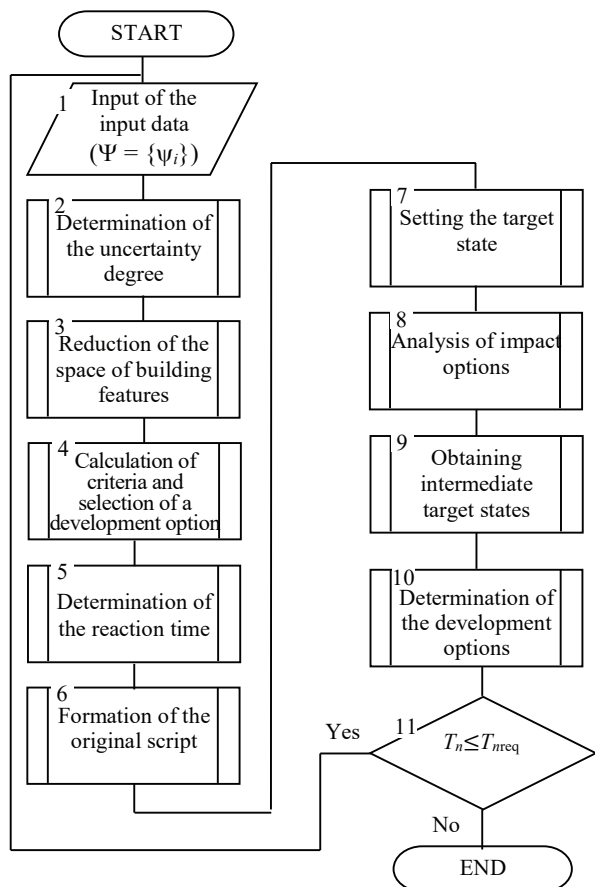 START
1
Input of the
input data
(Ψ = {ψi})
2
Determination of
the uncertainty
degree
3
Reduction of the
space of building
features
4
Calculation of
criteria and
selection of a
development option
5
Determination of
the reaction time
6
Formation of the
original script
7
Setting the target
state
8
Analysis of impact
options
9
Obtaining
intermediate
target states
10
Determination of
the development
options
11
Tn≤Tnreq
Yes
No
END